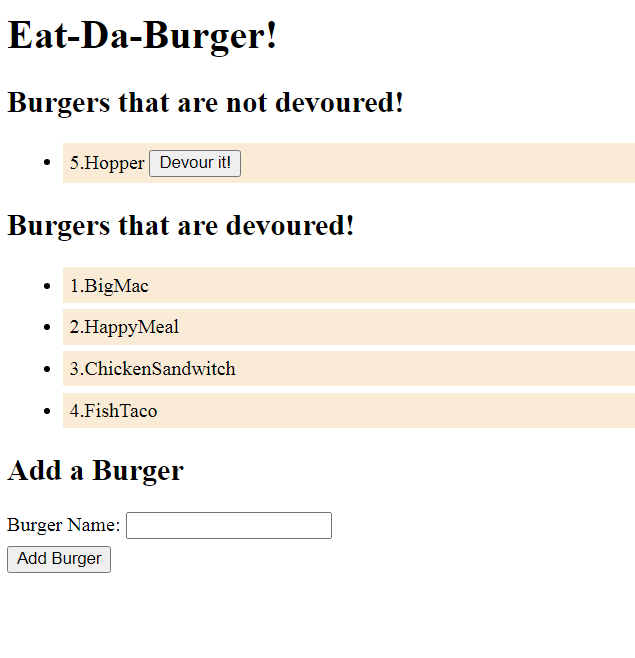 Eat-Da-Burger!
Burgers that are not devoured!
5.Hopper Devour it!
Burgers that are devoured!
1.BigMac
2.HappyMeal
3.ChickenSandwitch
4.FishTaco
Add a Burger
Burger Name:
Add Burger